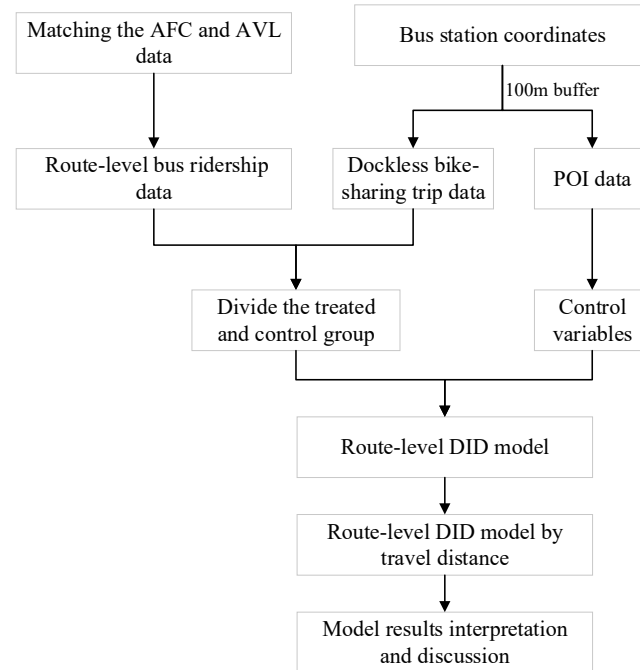 Matching the AFC and AVL
data
Bus station coordinates
100m buffer
Route-level bus ridership
data
Dockless bike-
sharing trip data
POI data
Divide the treated
and control group
Control
variables
Route-level DID model
Route-level DID model by
travel distance
Model results interpretation
and discussion